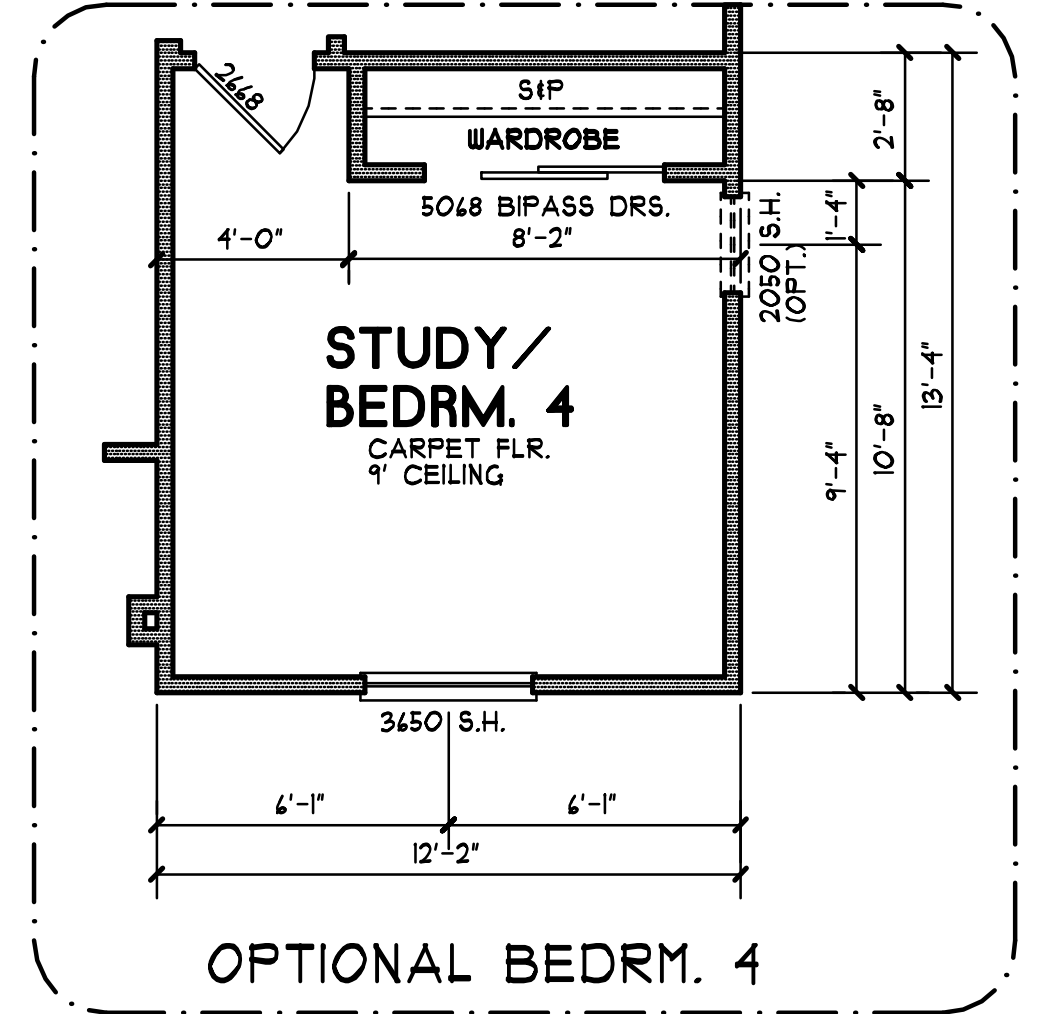 2668
S&P
WARDROBE
2'-8"
5068 BIPASS DRS.
1'-4"
4'-0"
8'-2"
2050 S.H.
(OPT.)
STUDY/
BEDRM. 4
CARPET FLR.
9' CEILING
13'-4"
10'-8"
9'-4"
3650 S.H.
6'-1"
6'-1"
12'-2"
OPTIONAL BEDRM. 4